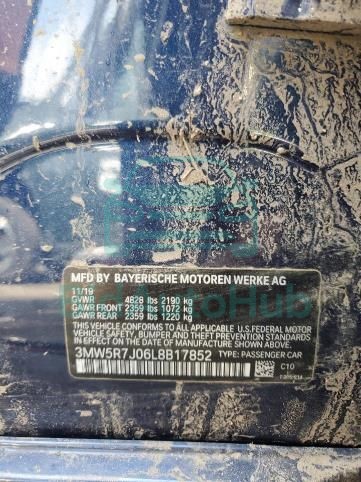 MFD BY BAYERISCHE MOTOREN WERKE AG
11/19
GVWR 4828 lbs 2190 kg
GAWR FRONT 2359 lbs 1072 kg
GAWR REAR 2359 lbs 1220 kg
THIS VEHICLE CONFORMS TO ALL APPLICABLE U.S.FEDERAL MOTOR
VEHICLE SAFETY, BUMPER, AND THEFT PREVENTION STANDARDS
IN EFFECT ON THE DATE OF MANUFACTURE SHOWN ABOVE.
3MW5R7J06L8B17852 TYPE: PASSENGER CAR
C10